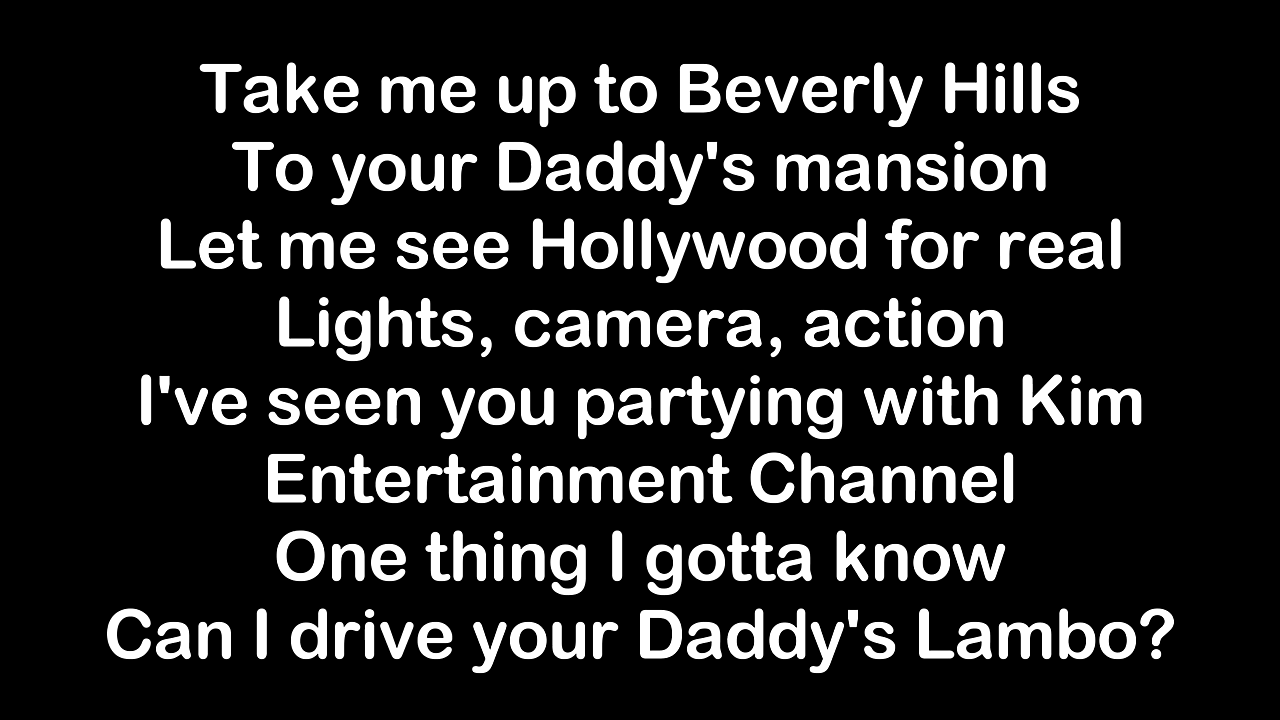 Take me up to Beverly Hills
To your Daddy's mansion
Let me see Hollywood for real
Lights, camera, action
I've seen you partying with Kim
Entertainment Channel
One thing I gotta know
Can I drive your Daddy's Lambo?